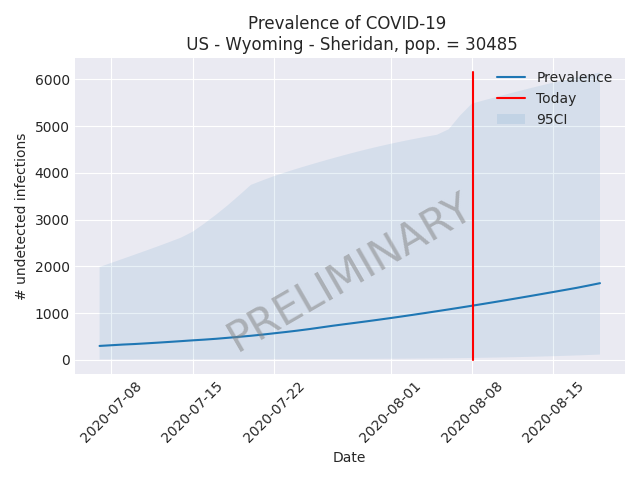 Prevalence of COVID-19
US - Wyoming - Sheridan, pop. = 30485
Prevalence
Today
95CI
6000
5000
4000
3000
2000
1000
0
# undetected infections
PRELIMINARY
2020-07-08
2020-07-15
2020-07-22
2020-08-01
2020-08-08
2020-08-15
Date